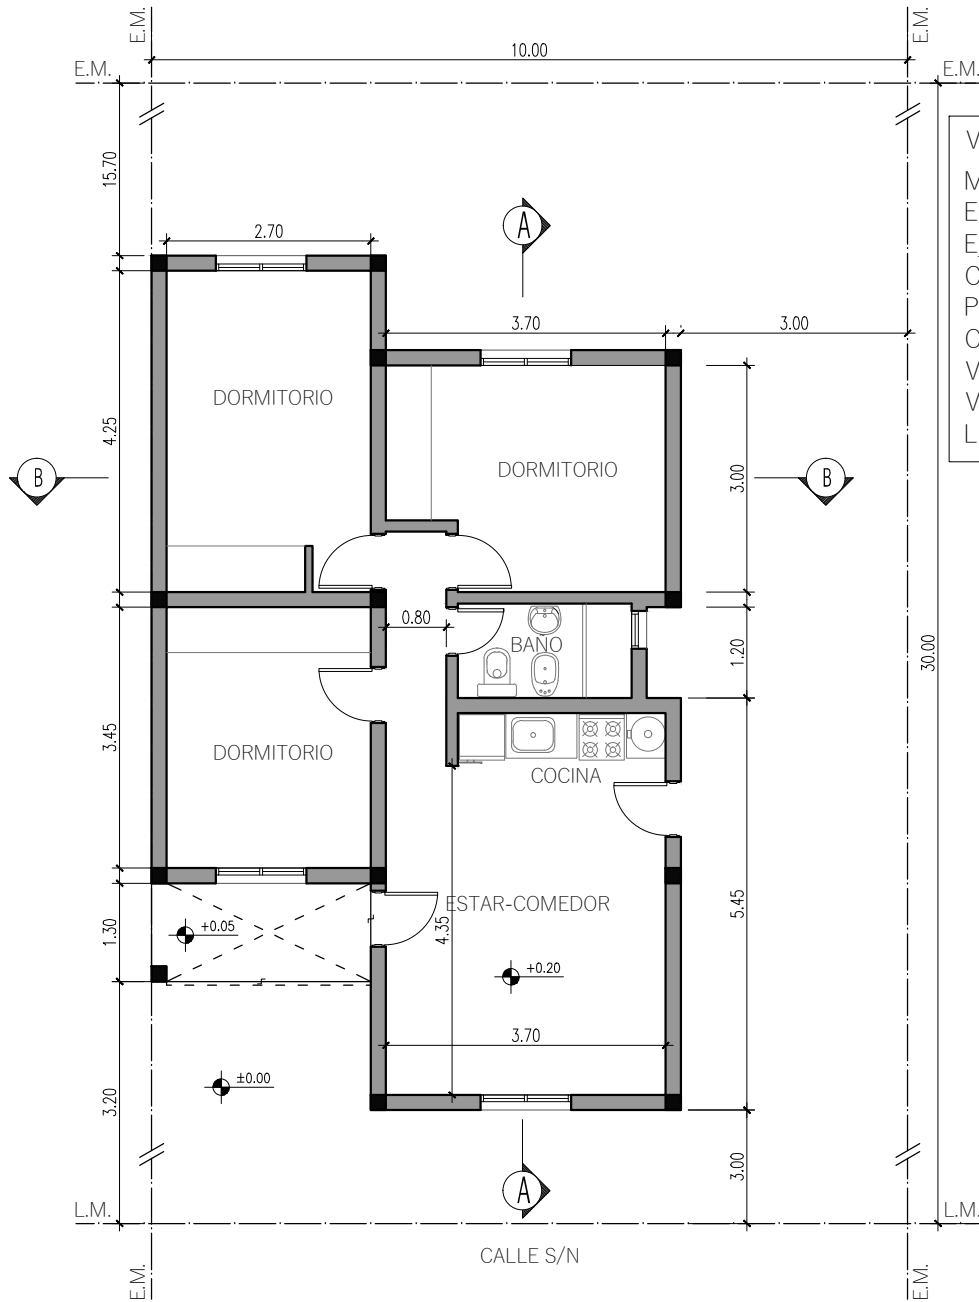 E.M.
E.M.
10.00
E.M.
E.M.
15.70
V
M
E
E
C
P
C
V
V
L
A
2.70
3.70
3.00
DORMITORIO
4.25
DORMITORIO
B
B
3.00
0.80
BAÑO
1.20
30.00
3.45
DORMITORIO
COCINA
ESTAR-COMEDOR
4.35
5.45
+0.05
1.30
+0.20
3.70
±0.00
3.20
3.00
A
L.M.
L.M.
CALLE S/N
E.M.
E.M.